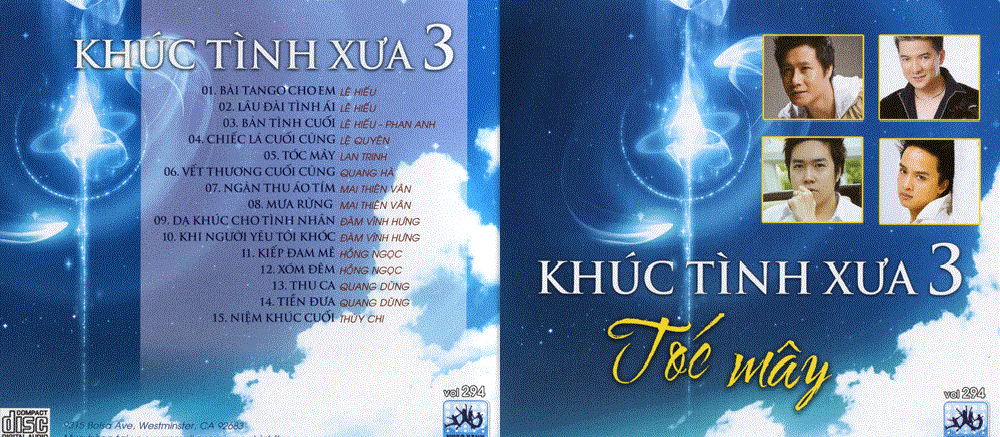 KHÚC TÌNH XƯA 3
01. BÀI TANGO CHO EM LÊ HIẾU
02. LÂU ĐÀI TÌNH ÁI LÊ HIẾU
03. BẢN TÌNH CUỐI LÊ HIẾU - PHAN ANH
04. CHIẾC LÁ CUỐI CÙNG LỆ QUYÊN
05. TÓC MÂY LAN TRINH
06. VẾT THƯƠNG CUỐI CÙNG QUANG HÀ
07. NGÀN THU ÁO TÍM MAI THIÊN VÂN
08. MƯA RỪNG MAI THIÊN VÂN
09. DẠ KHÚC CHO TÌNH NHÂN ĐÀM VĨNH HƯNG
10. KHI NGƯỜI YÊU TÔI KHÓC ĐÀM VĨNH HƯNG
11. KIẾP ĐAM MÊ HỒNG NGỌC
12. XÓM ĐÊM HỒNG NGỌC
13. THU CA QUANG DŨNG
14. TIỄN ĐƯA QUANG DŨNG
15. NIỆM KHÚC CUỐI THÙY CHI
vol 294
COMPACT
disc
DIGITAL AUDIO
9315 Bolsa Ave, Westminster, CA 92683
KHÚC TÌNH XƯA 3
Tóc mây
vol 294